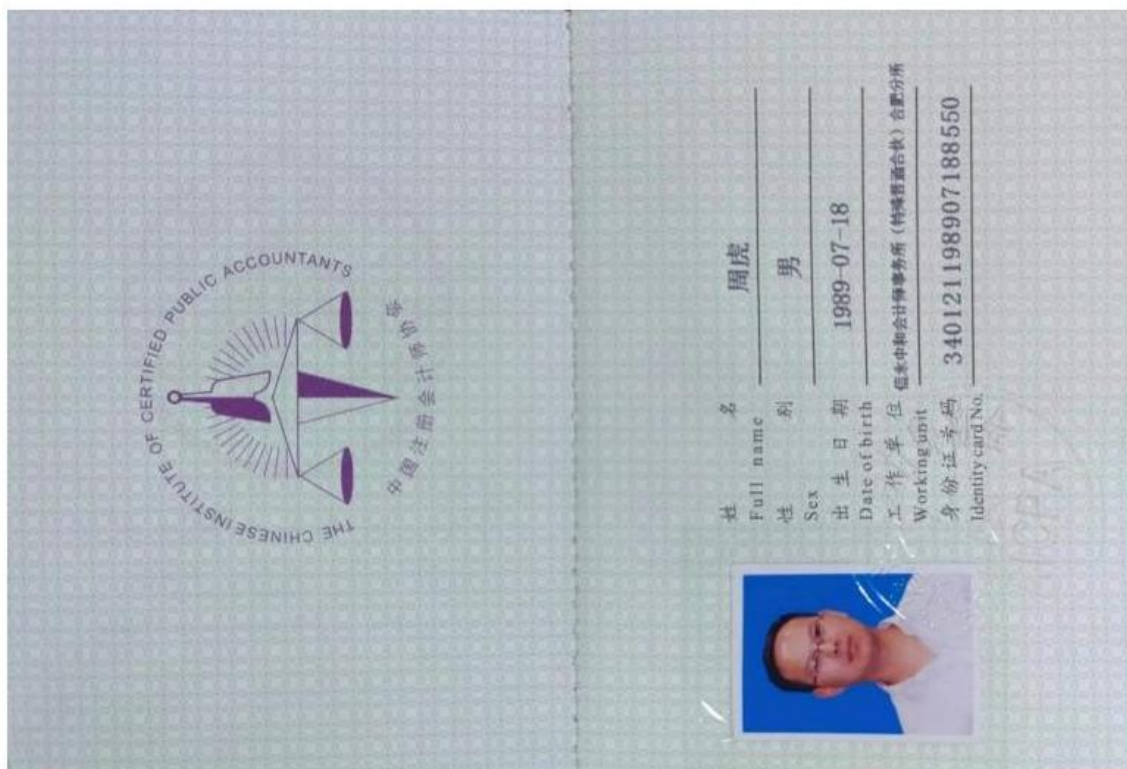 THE CHINESE INSTITUTE OF CERTIFIED PUBLIC ACCOUNTANTS
中国注册会计师协会
姓 名 周虎
Full name
性 别 男
Sex
出生日期 1989-07-18
Date of birth
工作单位 信永中和会计师事务所（特殊普通合伙）合肥分所
Working unit
身份证号码 340121198907188550
Identity card No.